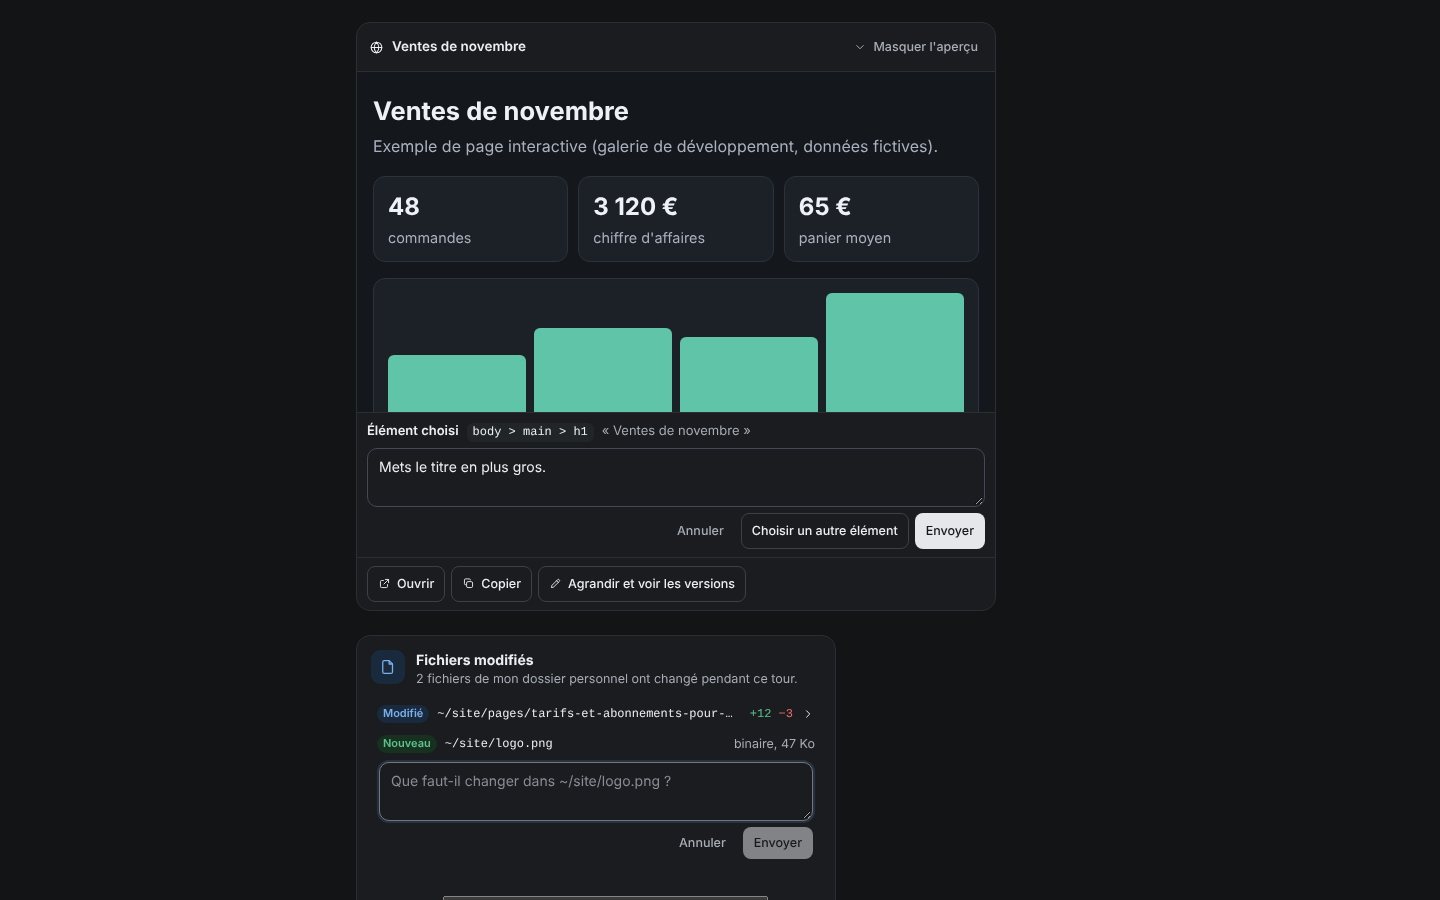 Ventes de novembre
Masquer l'aperçu
Ventes de novembre
Exemple de page interactive (galerie de développement, données fictives).
48
commandes
3 120 €
chiffre d'affaires
65 €
panier moyen
Élément choisi body > main > h1 « Ventes de novembre »
Mets le titre en plus gros.
Annuler
Choisir un autre élément
Envoyer
Ouvrir
Copier
Agrandir et voir les versions
Fichiers modifiés
2 fichiers de mon dossier personnel ont changé pendant ce tour.
Modifié ~/site/pages/tarifs-et-abonnements-pour-… +12 −3
Nouveau ~/site/logo.png binaire, 47 Ko
Que faut-il changer dans ~/site/logo.png ?
Annuler
Envoyer